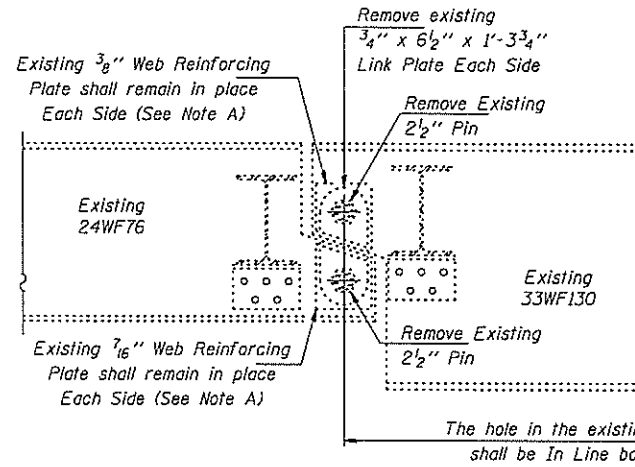 Remove existing
3/4" x 6 1/2" x 1'-3 3/4"
Link Plate Each Side
Existing 3/8" Web Reinforcing
Plate shall remain in place
Each Side (See Note A)
Remove Existing
2 1/2" Pin
Existing
24WF76
Existing
33WF130
Existing 7/16" Web Reinforcing
Plate shall remain in place
Each Side (See Note A)
Remove Existing
2 1/2" Pin
The hole in the
shall be In Line